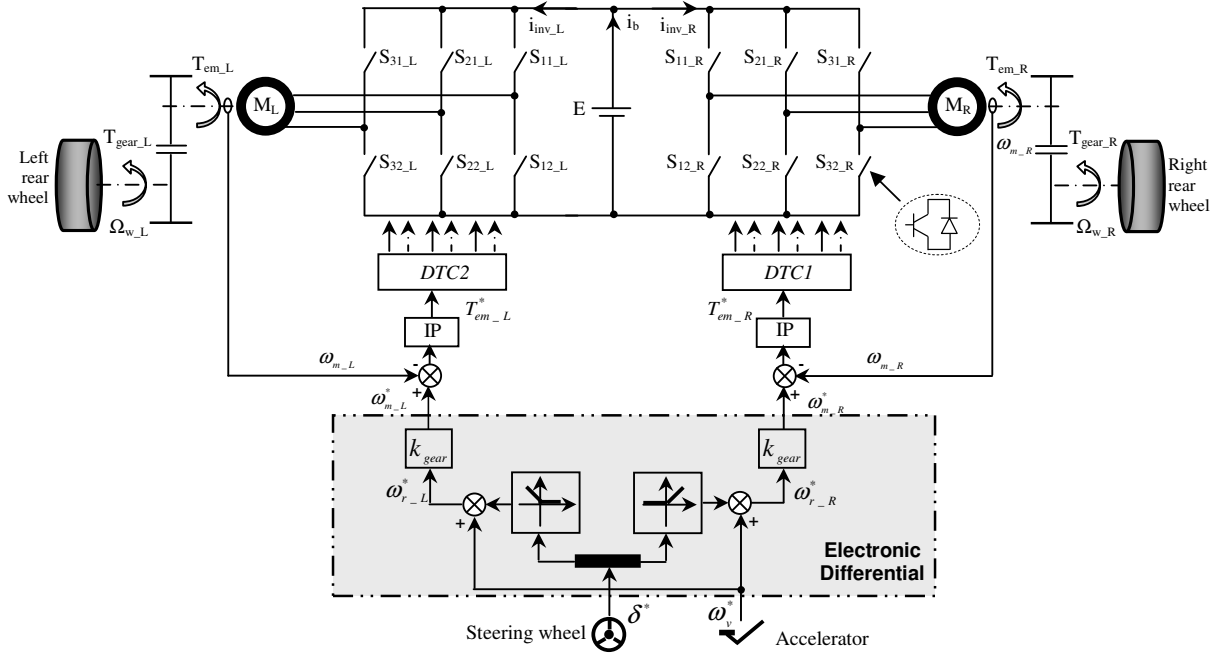 i_inv_L
i_b
i_inv_R
T_em_L
S_31_L
S_21_L
S_11_L
S_11_R
S_21_R
S_31_R
T_em_R
M_L
E
M_R
T_gear_L
ω_m_R
T_gear_R
Left
rear
wheel
S_32_L
S_22_L
S_12_L
S_12_R
S_22_R
S_32_R
Right
rear
wheel
Ω_w_L
Ω_w_R
DTC2
DTC1
T*_em_L
T*_em_R
IP
IP
ω_m_L
-
-
ω_m_R
+
+
ω*_m_L
ω*_m_R
k_gear
k_gear
ω*_r_L
ω*_r_R
+
+
Electronic
Differential
δ*
ω*_v
Steering wheel
Accelerator